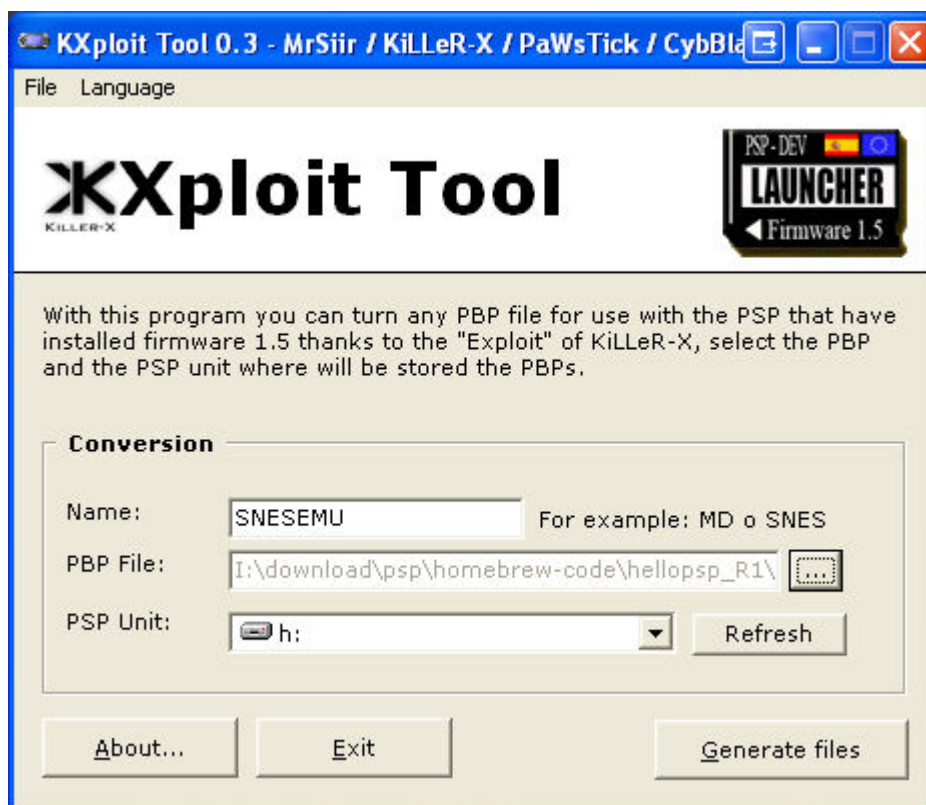 KXploit Tool 0.3 - MrSiir / KiLLeR-X / PaWsTick / CybBla
File Language
KXploit Tool
KiLLER-X
PSP-DEV
LAUNCHER
Firmware 1.5
With this program you can turn any PBP file for use with the PSP that have
installed firmware 1.5 thanks to the "Exploit" of KiLLeR-X, select the PBP
and the PSP unit where will be stored the PBPs.
Conversion
Name: SNESEMU For example: MD o SNES
PBP File: I:\download\psp\homebrew-code\hellopsp_R1\ ...
PSP Unit: h: Refresh
About... Exit Generate files